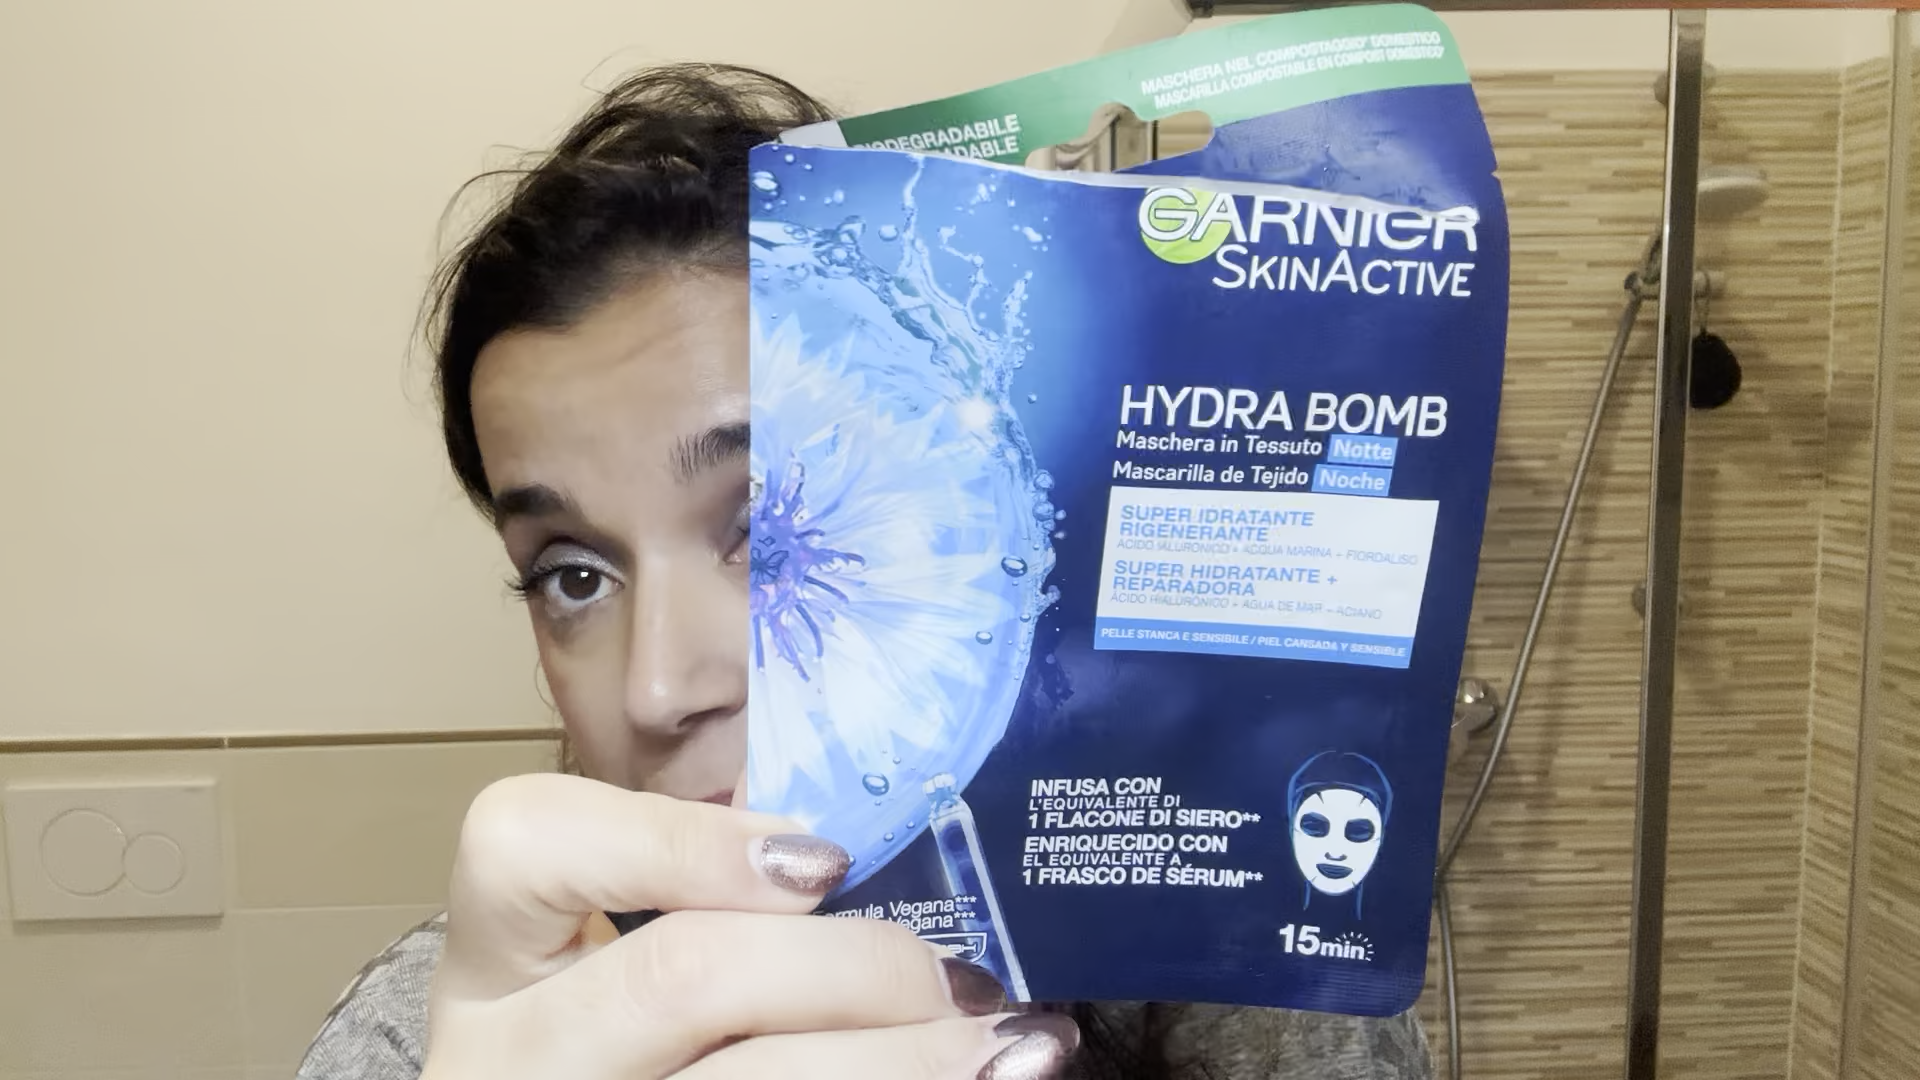 MASCHERA NEL COMPOSTAGGIO* DOMESTICO
MASCARILLA COMPOSTABLE EN COMPOST DOMÉSTICO*
BIODEGRADABILE
GARNIER
SKINACTIVE
HYDRA BOMB
Maschera in Tessuto Notte
Mascarilla de Tejido Noche
SUPER IDRATANTE
RIGENERANTE
ACIDO IALURONICO + ACQUA MARINA + FIORDALISO
SUPER HIDRATANTE +
REPARADORA
ÁCIDO HIALURÓNICO + AGUA DE MAR + ACIANO
PELLE STANCA E SENSIBILE / PIEL CANSADA Y SENSIBLE
INFUSA CON
L'EQUIVALENTE DI
1 FLACONE DI SIERO**
ENRIQUECIDO CON
EL EQUIVALENTE A
1 FRASCO DE SÉRUM**
Formula Vegana***
Vegana***
15min